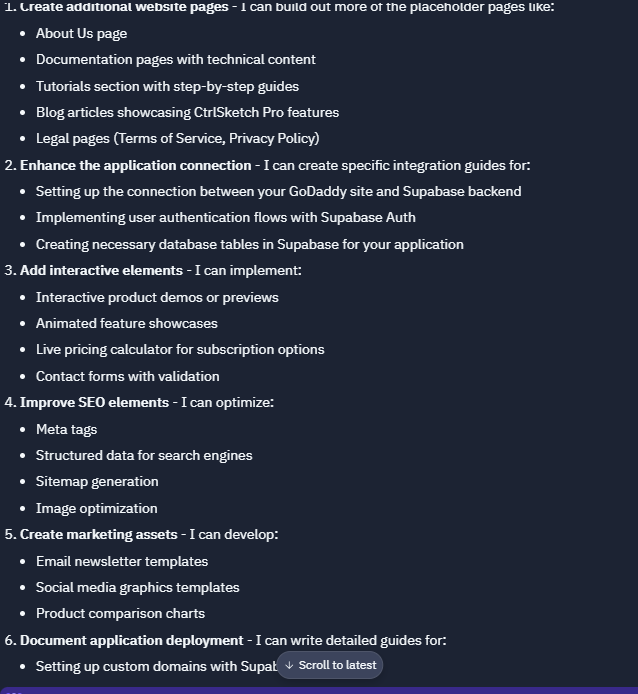 1. Create additional website pages - I can build out more of the placeholder pages like:
• About Us page
• Documentation pages with technical content
• Tutorials section with step-by-step guides
• Blog articles showcasing CtrlSketch Pro features
• Legal pages (Terms of Service, Privacy Policy)
2. Enhance the application connection - I can create specific integration guides for:
• Setting up the connection between your GoDaddy site and Supabase backend
• Implementing user authentication flows with Supabase Auth
• Creating necessary database tables in Supabase for your application
3. Add interactive elements - I can implement:
• Interactive product demos or previews
• Animated feature showcases
• Live pricing calculator for subscription options
• Contact forms with validation
4. Improve SEO elements - I can optimize:
• Meta tags
• Structured data for search engines
• Sitemap generation
• Image optimization
5. Create marketing assets - I can develop:
• Email newsletter templates
• Social media graphics templates
• Product comparison charts
6. Document application deployment - I can write detailed guides for:
• Setting up custom domains with Supab
↓ Scroll to latest